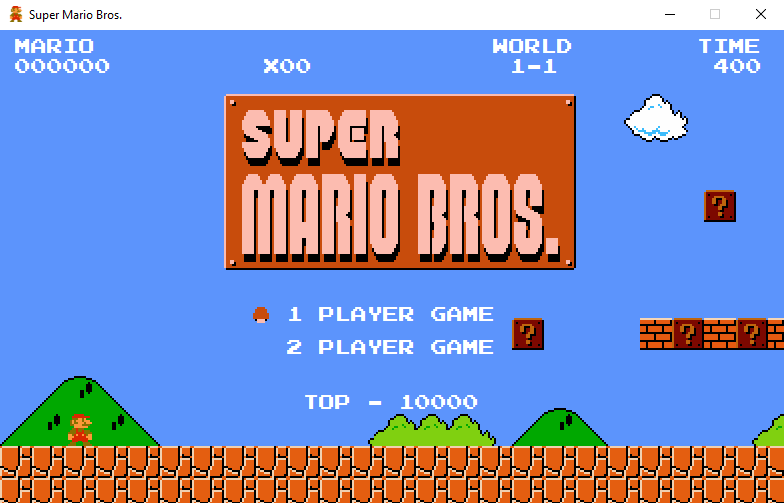 Super Mario Bros.
MARIO WORLD TIME
000000 X00 1-1 400
SUPER
MARIO BROS.
?
1 PLAYER GAME
? ? ?
2 PLAYER GAME
TOP - 10000